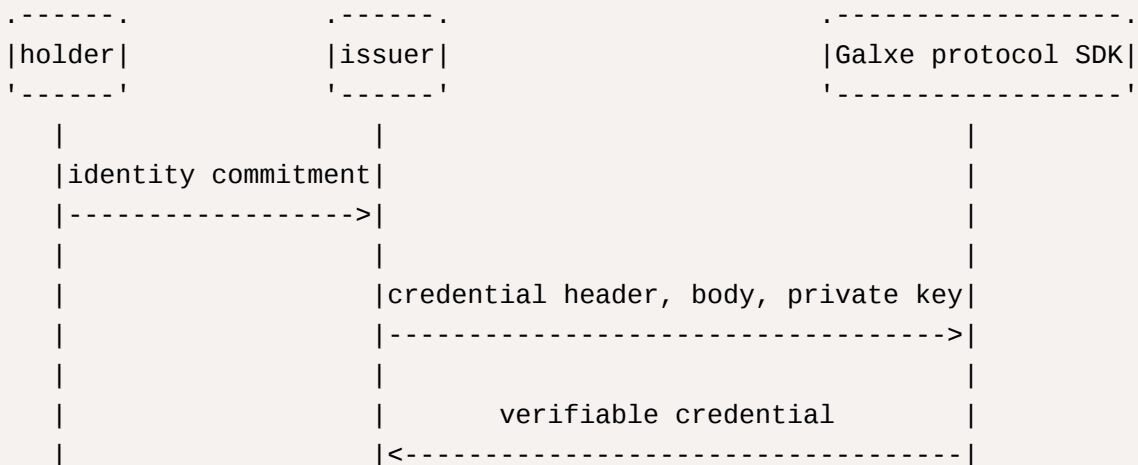 holder issuer Galxe protocol SDK
identity commitment
credential header, body, private key
verifiable credential